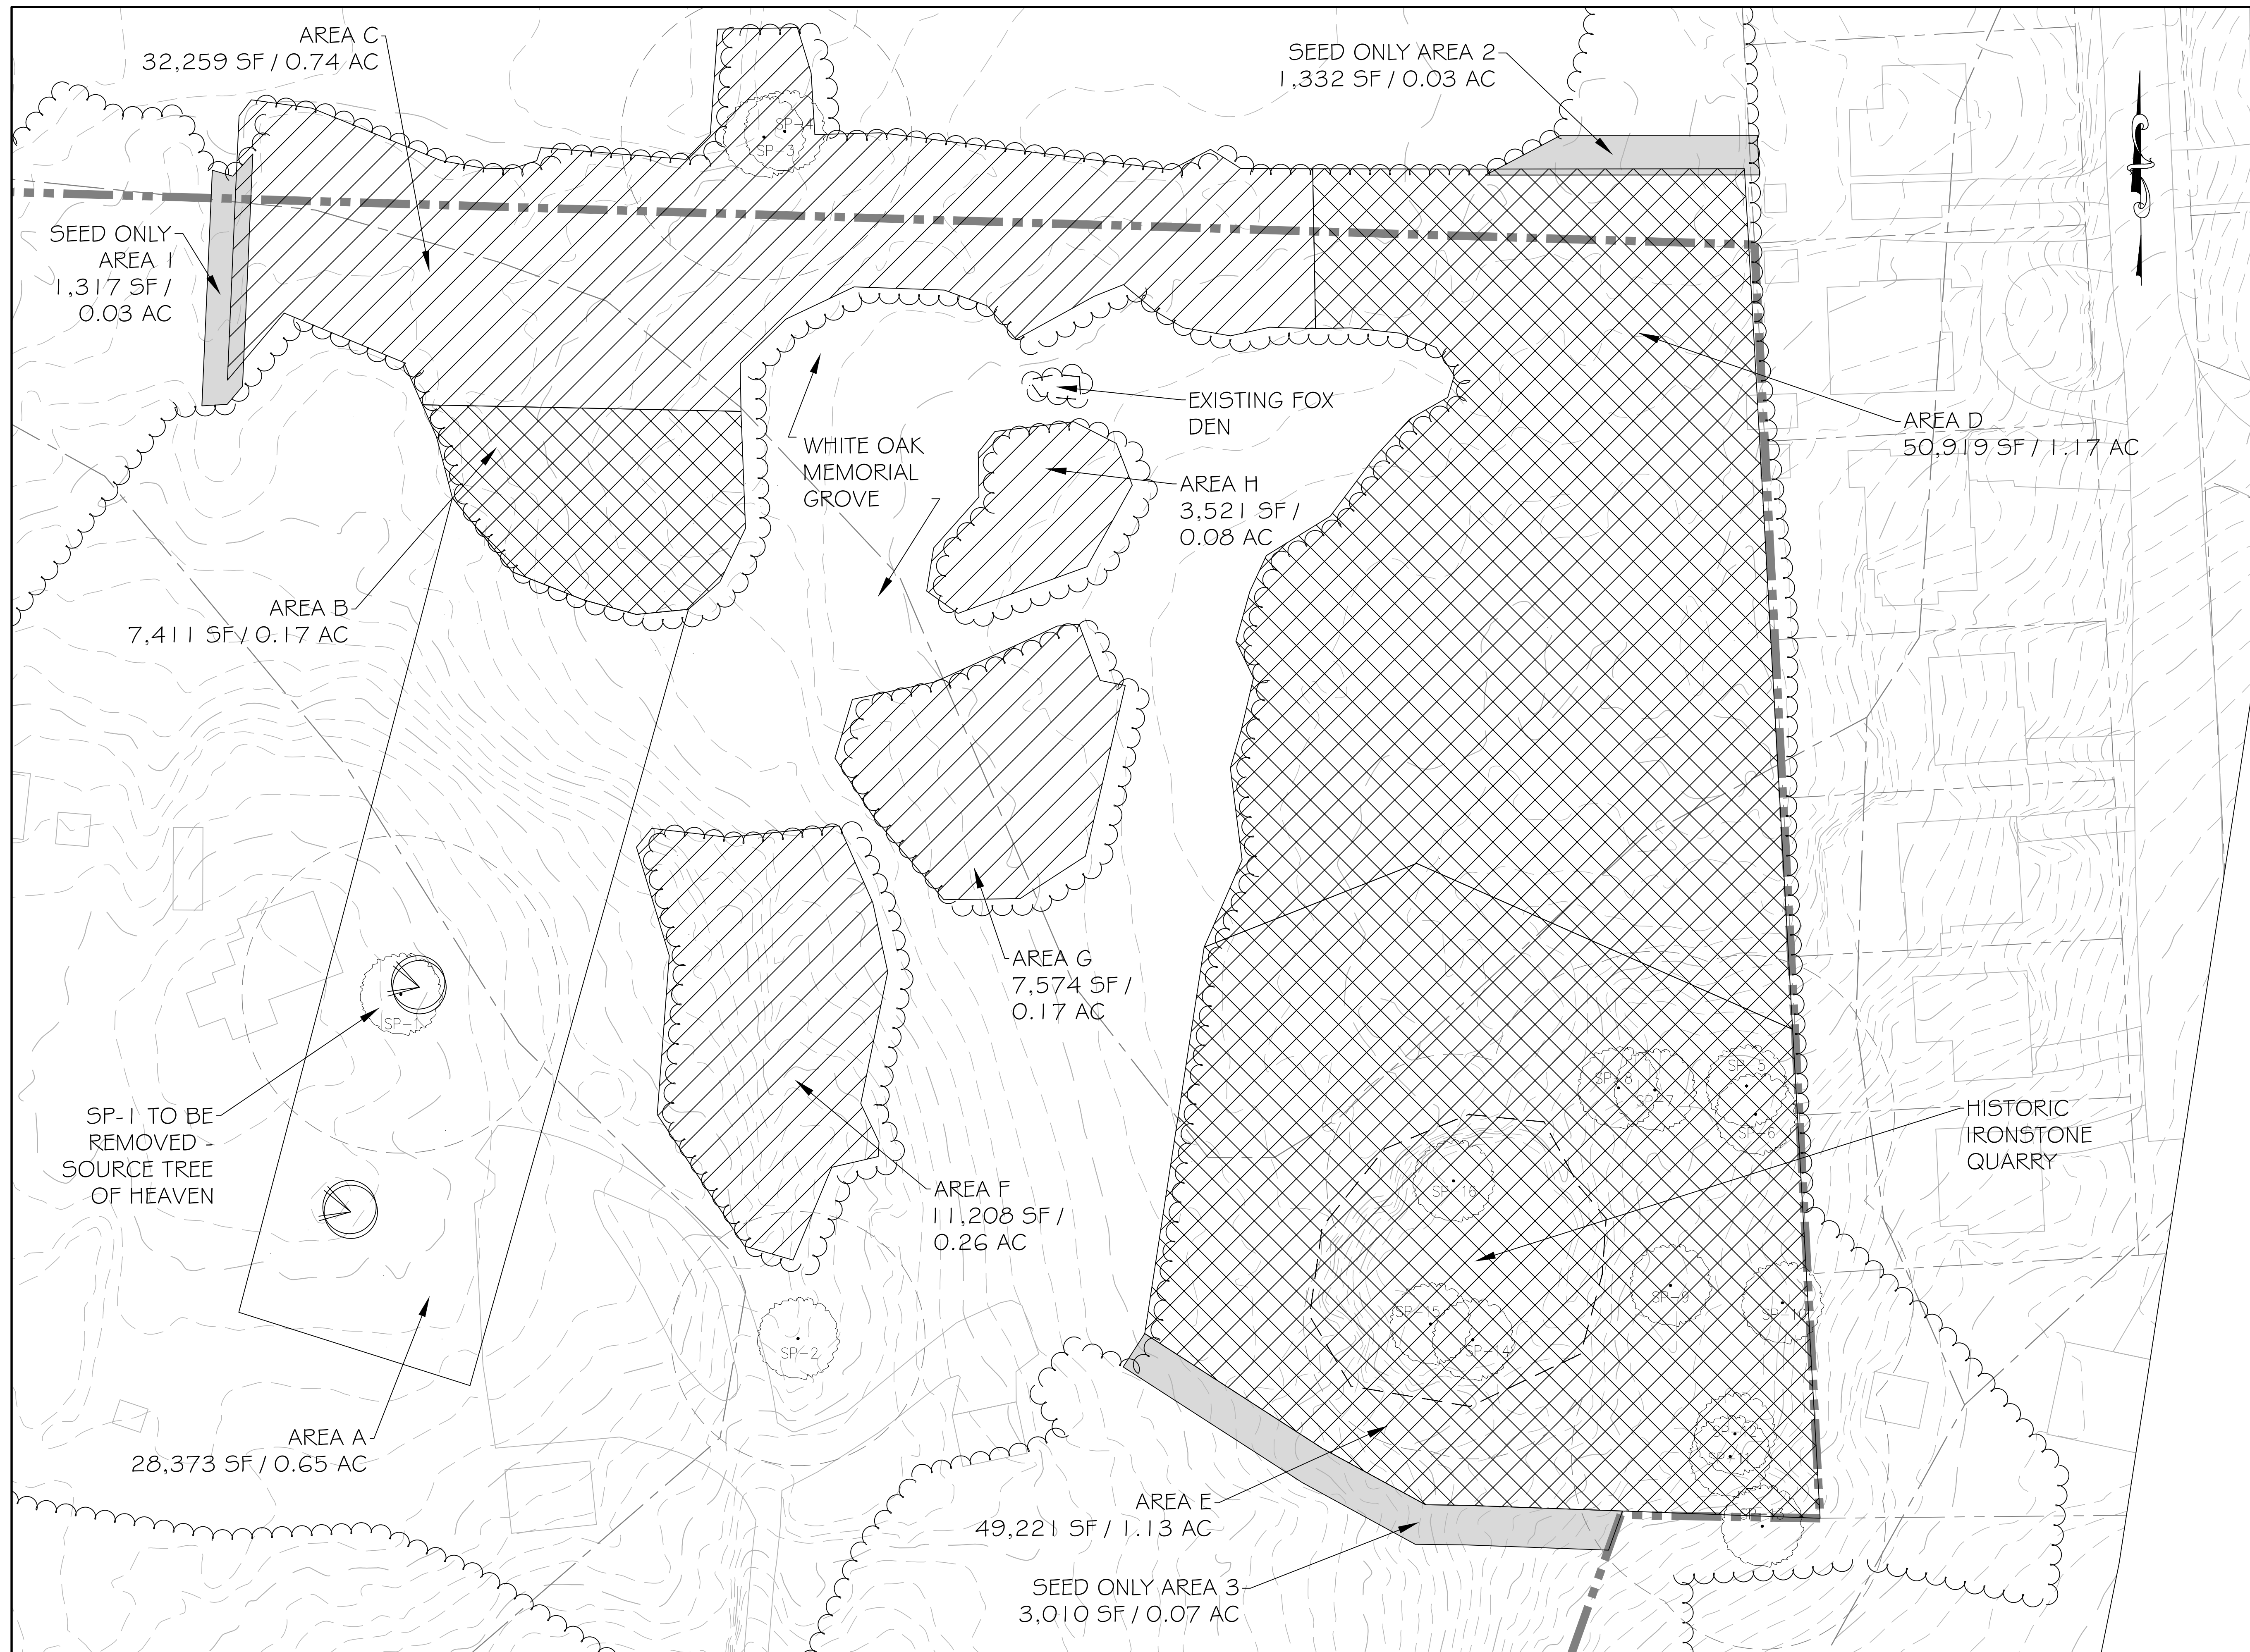 AREA C
32,259 SF / 0.74 AC
SEED ONLY AREA 2
1,332 SF / 0.03 AC
SP-4
SP-3
SEED ONLY
AREA 1
1,317 SF /
0.03 AC
EXISTING FOX
DEN
AREA D
50,919 SF / 1.17 AC
WHITE OAK
MEMORIAL
GROVE
AREA H
3,521 SF /
0.08 AC
AREA B
7,411 SF / 0.17 AC
AREA G
7,574 SF /
0.17 AC
SP-1
SP-1 TO BE
REMOVED -
SOURCE TREE
OF HEAVEN
SP-8
SP-7
SP-5
SP-6
HISTORIC
IRONSTONE
QUARRY
SP-16
AREA F
11,208 SF /
0.26 AC
SP-9
SP-10
SP-15
SP-14
SP-2
AREA A
28,373 SF / 0.65 AC
SP-12
SP-11
AREA E
49,221 SF / 1.13 AC
SEED ONLY AREA 3
3,010 SF / 0.07 AC